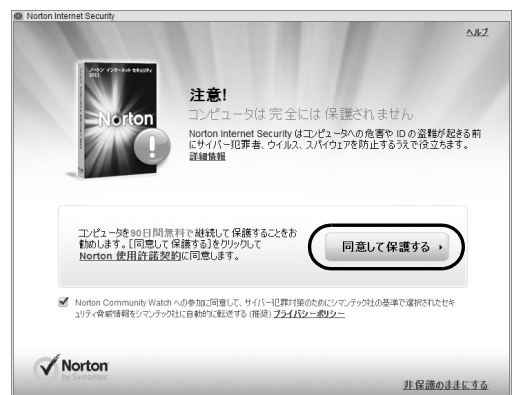 Norton Internet Security
ヘルプ
ノートン インターネット セキュリティ
2011
Norton
注意!
コンピュータは 完全には 保護されません
Norton Internet Security はコンピュータへの危害や ID の盗難が起きる前
にサイバー犯罪者、ウイルス、スパイウェアを防止するうえで役立ちます。
詳細情報
コンピュータを90日間無料で継続して保護することをお
勧めします。[同意して保護する]をクリックして
Norton 使用許諾契約に同意します。
同意して保護する
Norton Community Watch への参加に同意して、サイバー犯罪対策のためにシマンテック社の基準で選択されたセキ
ュリティ脅威情報をシマンテック社に自動的に転送する (推奨) プライバシーポリシー
Norton
by Symantec
非保護のままにする